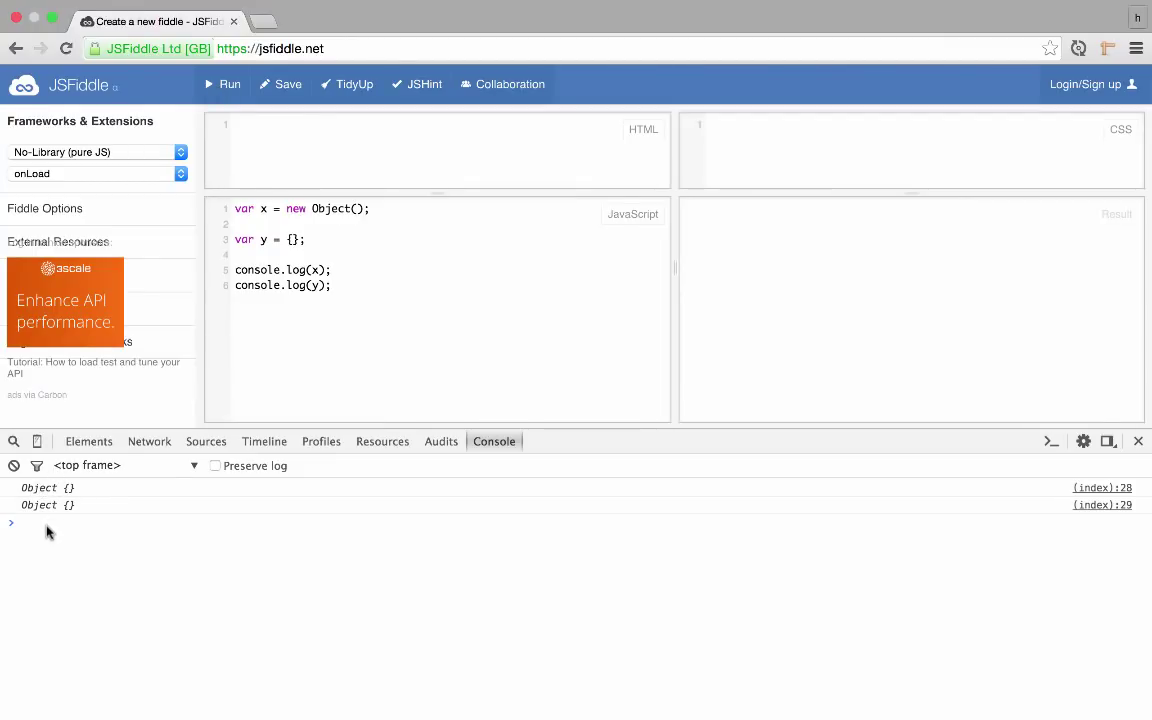 Create a new fiddle - JSFid
h
JSFiddle Ltd [GB] https://jsfiddle.net
JSFiddle Run Save TidyUp JSHint Collaboration Login/Sign up
Frameworks & Extensions
No-Library (pure JS)
onLoad
Fiddle Options
External Resources
3scale
Enhance API
performance.
ks
Tutorial: How to load test and tune your
API
ads via Carbon
1
HTML
1
CSS
1 var x = new Object();
2
3 var y = {};
4
5 console.log(x);
6 console.log(y);
JavaScript
Result
Elements Network Sources Timeline Profiles Resources Audits Console
<top frame> Preserve log
Object {} (index):28
Object {} (index):29
>